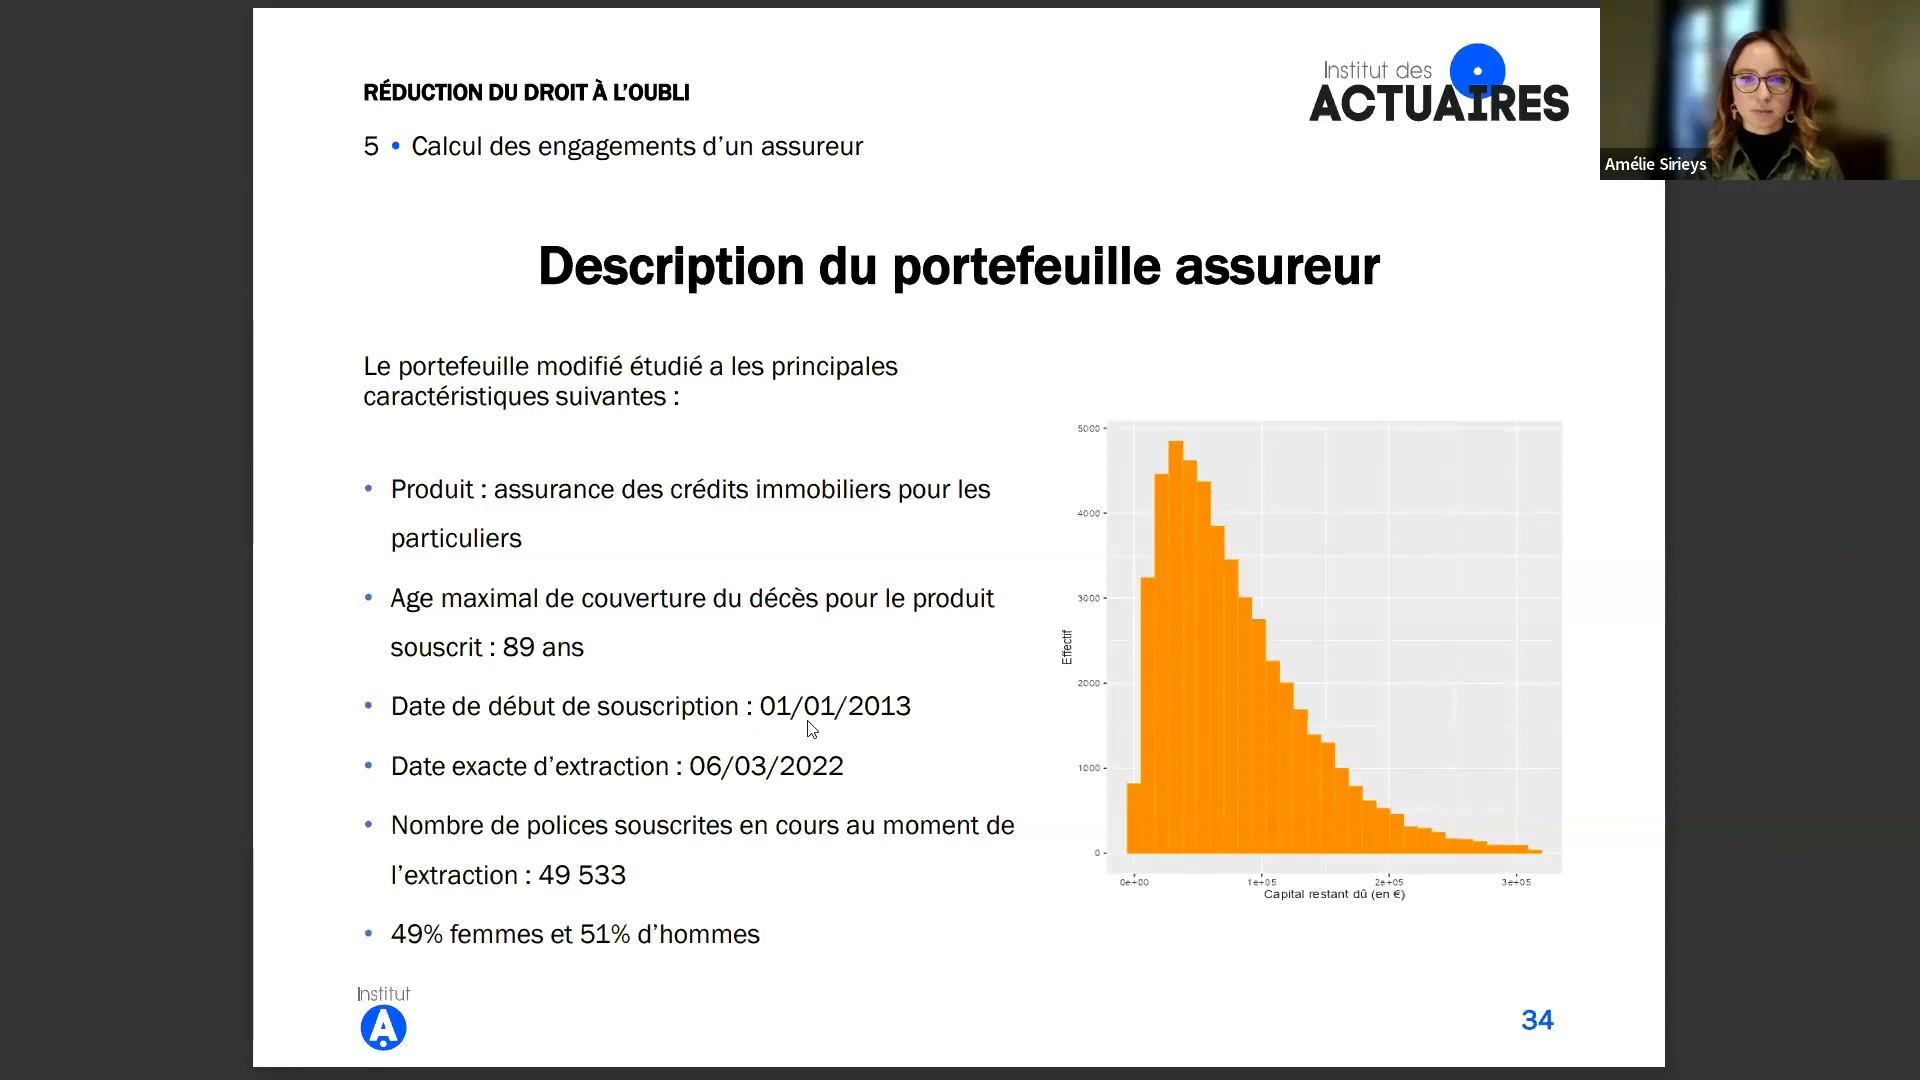 RÉDUCTION DU DROIT À L’OUBLI
5 • Calcul des engagements d’un assureur
Institut des
ACTUAIRES
Amélie Sirieys
Description du portefeuille assureur
Le portefeuille modifié étudié a les principales
caractéristiques suivantes :
• Produit : assurance des crédits immobiliers pour les
particuliers
• Age maximal de couverture du décès pour le produit
souscrit : 89 ans
• Date de début de souscription : 01/01/2013
• Date exacte d’extraction : 06/03/2022
• Nombre de polices souscrites en cours au moment de
l’extraction : 49 533
• 49% femmes et 51% d’hommes
5000
4000
3000
2000
1000
0
Effectif
0e+00 1e+05 2e+05 3e+05
Capital restant dû (en €)
Institut
A
34